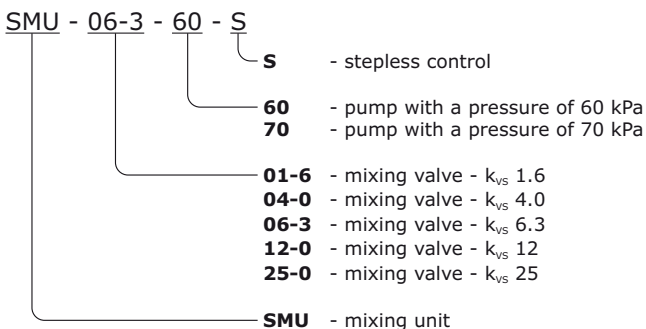 SMU - 06-3 - 60 - S
S - stepless control
60 - pump with a pressure of 60 kPa
70 - pump with a pressure of 70 kPa
01-6 - mixing valve - kvs 1.6
04-0 - mixing valve - kvs 4.0
06-3 - mixing valve - kvs 6.3
12-0 - mixing valve - kvs 12
25-0 - mixing valve - kvs 25
SMU - mixing unit